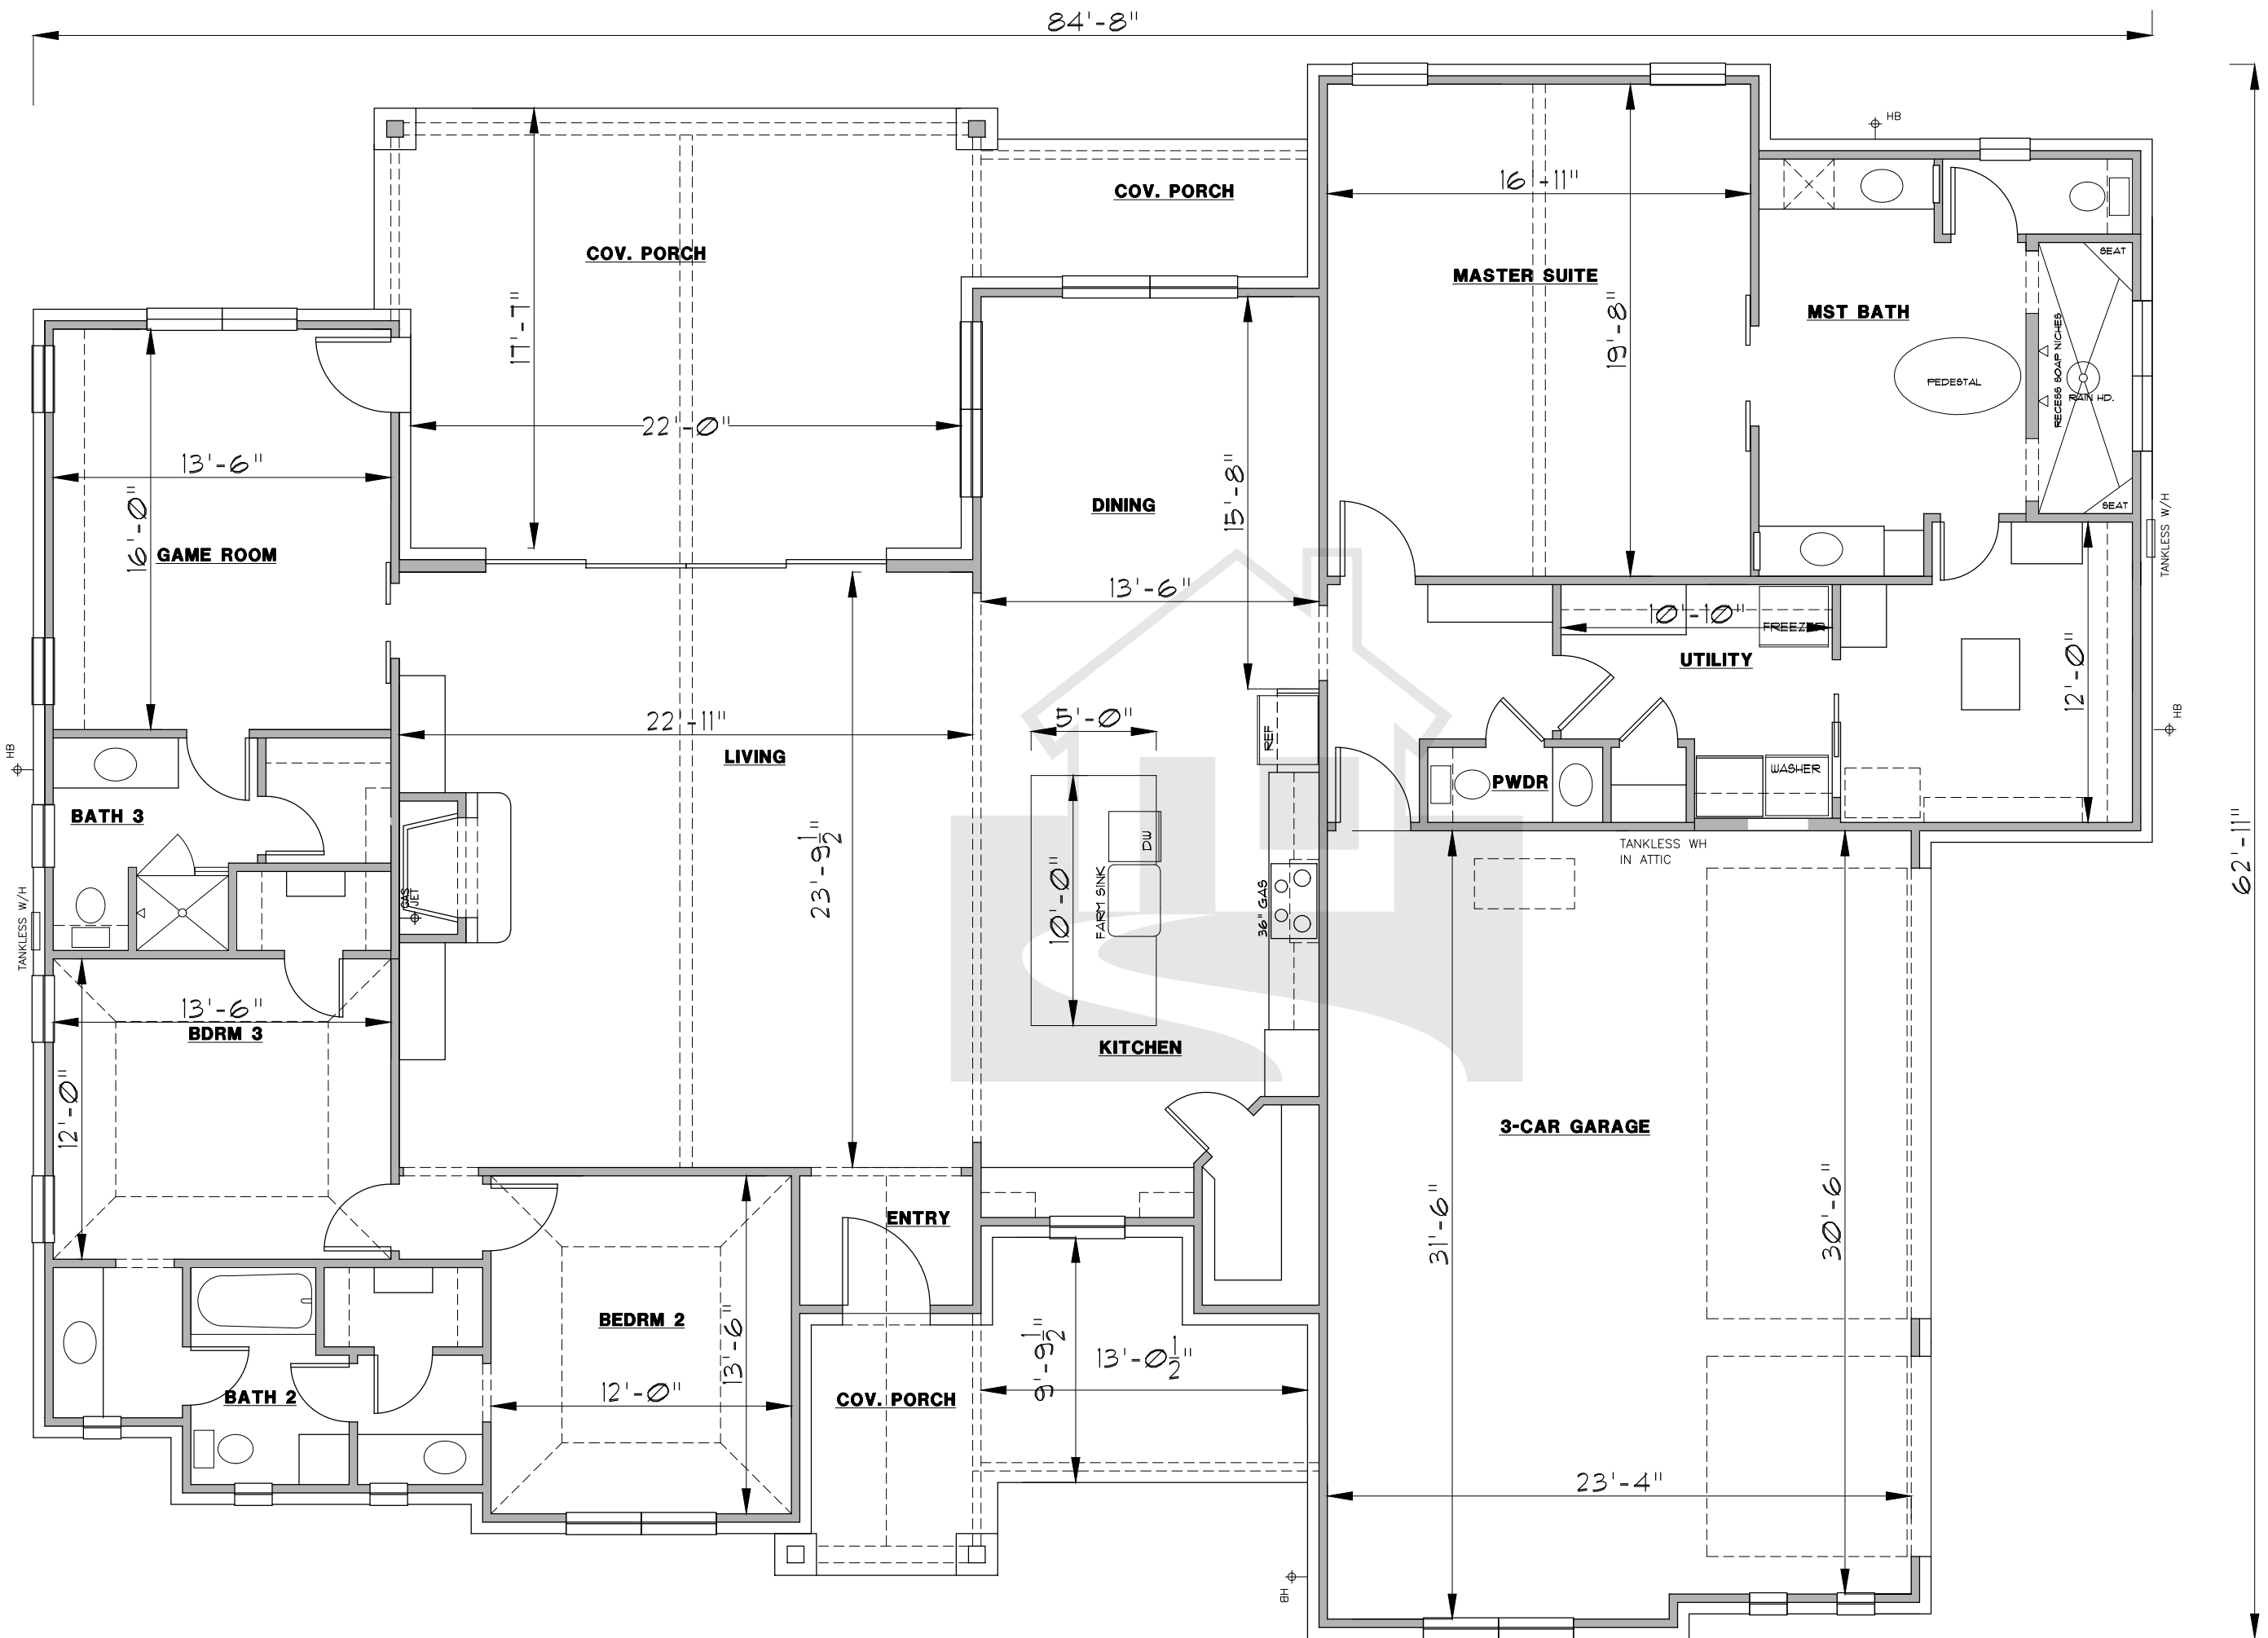 84'-8"
HB
COV. PORCH
16'-11"
COV. PORCH
SEAT
MASTER SUITE
17'-7"
19'-8"
MST BATH
RECESS SOAP NICHES
PEDESTAL
RAIN HD.
22'-0"
13'-6"
15'-8"
16'-0"
DINING
SEAT
GAME ROOM
TANKLESS W/H
13'-6"
10'-10"
FREEZER
UTILITY
12'-0"
22'-11"
5'-0"
HB
LIVING
REF
HB
WASHER
PWDR
BATH 3
23'-9 1/2"
DW
TANKLESS WH
IN ATTIC
62'-11"
GAS
JET
10'-0"
FARM SINK
36" GAS
TANKLESS W/H
13'-6"
BDRM 3
KITCHEN
12'-0"
3-CAR GARAGE
ENTRY
31'-6"
30'-6"
BEDRM 2
13'-6"
9'-9 1/2"
13'-0 1/2"
12'-0"
BATH 2
COV. PORCH
23'-4"
HB